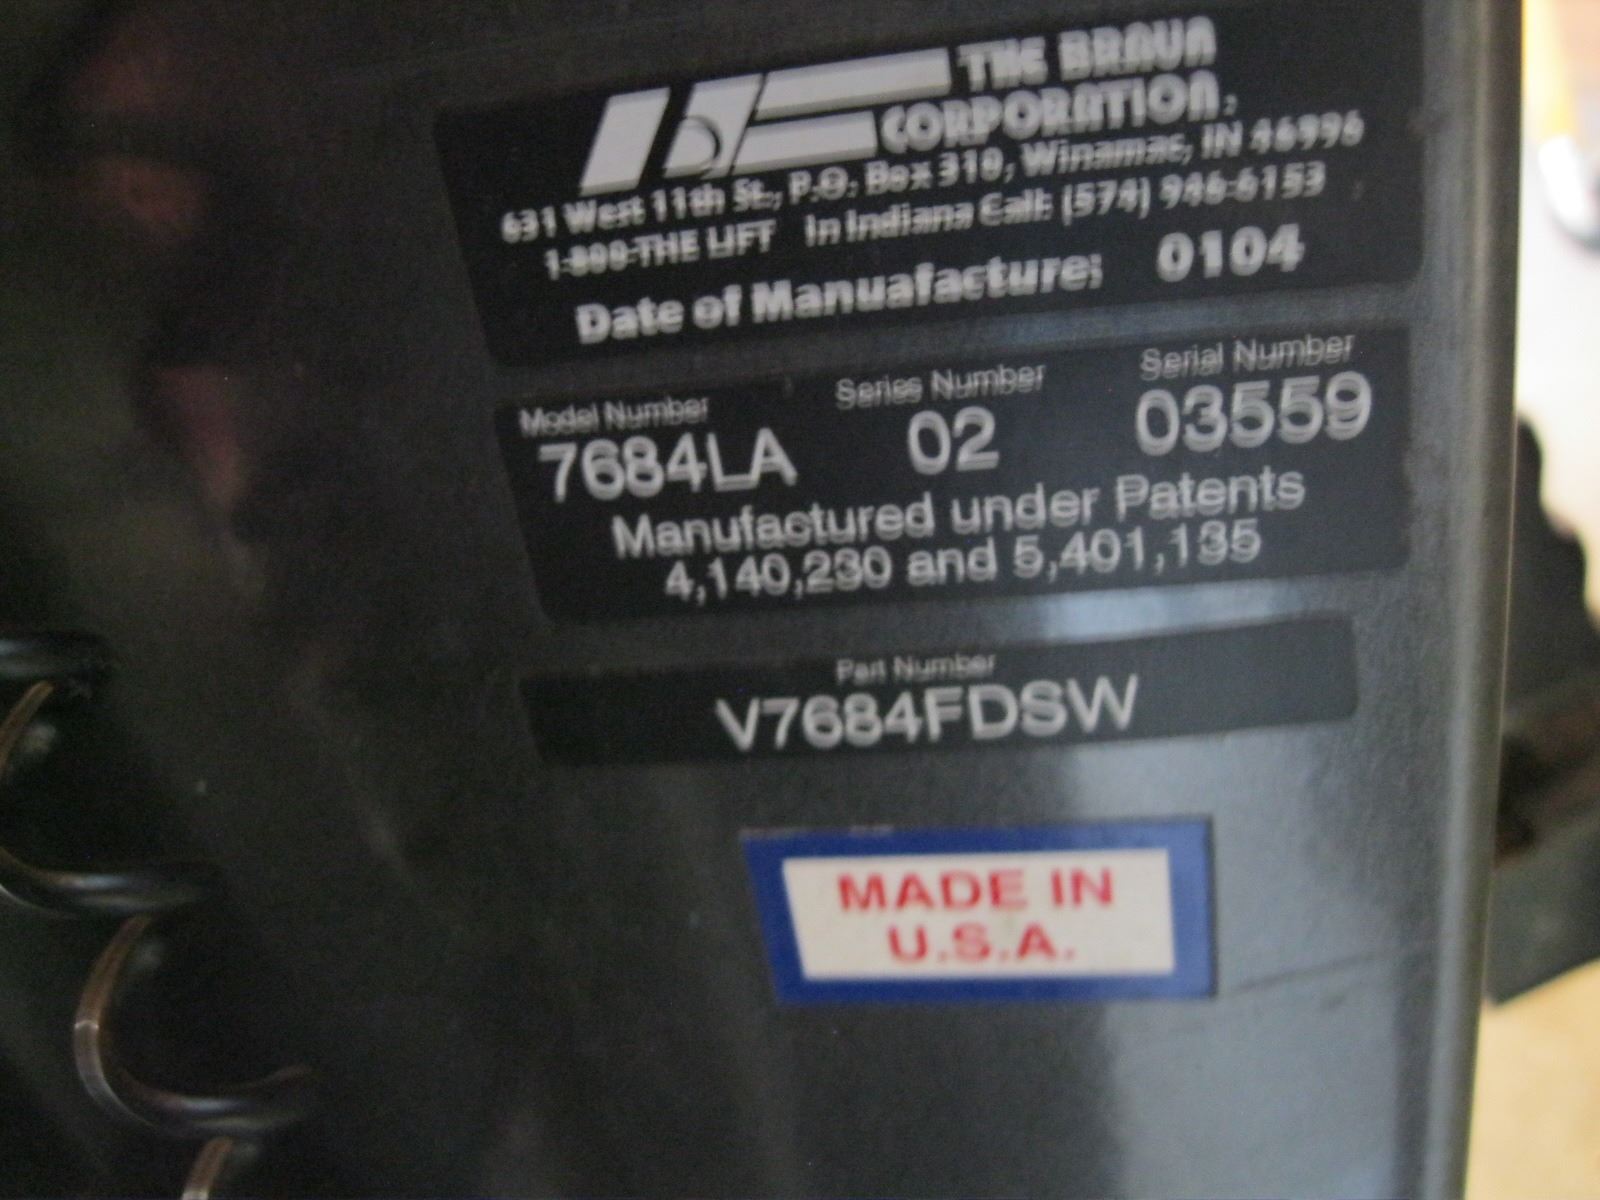 THE BRAUN
CORPORATION®
631 West 11th St., P.O. Box 310, Winamac, IN 46996
1-800-THE LIFT In Indiana Call: (574) 946-6153
Date of Manuafacture: 0104
Model Number Series Number Serial Number
7684LA 02 03559
Manufactured under Patents
4,140,230 and 5,401,135
Part Number
V7684FDSW
MADE IN
U.S.A.